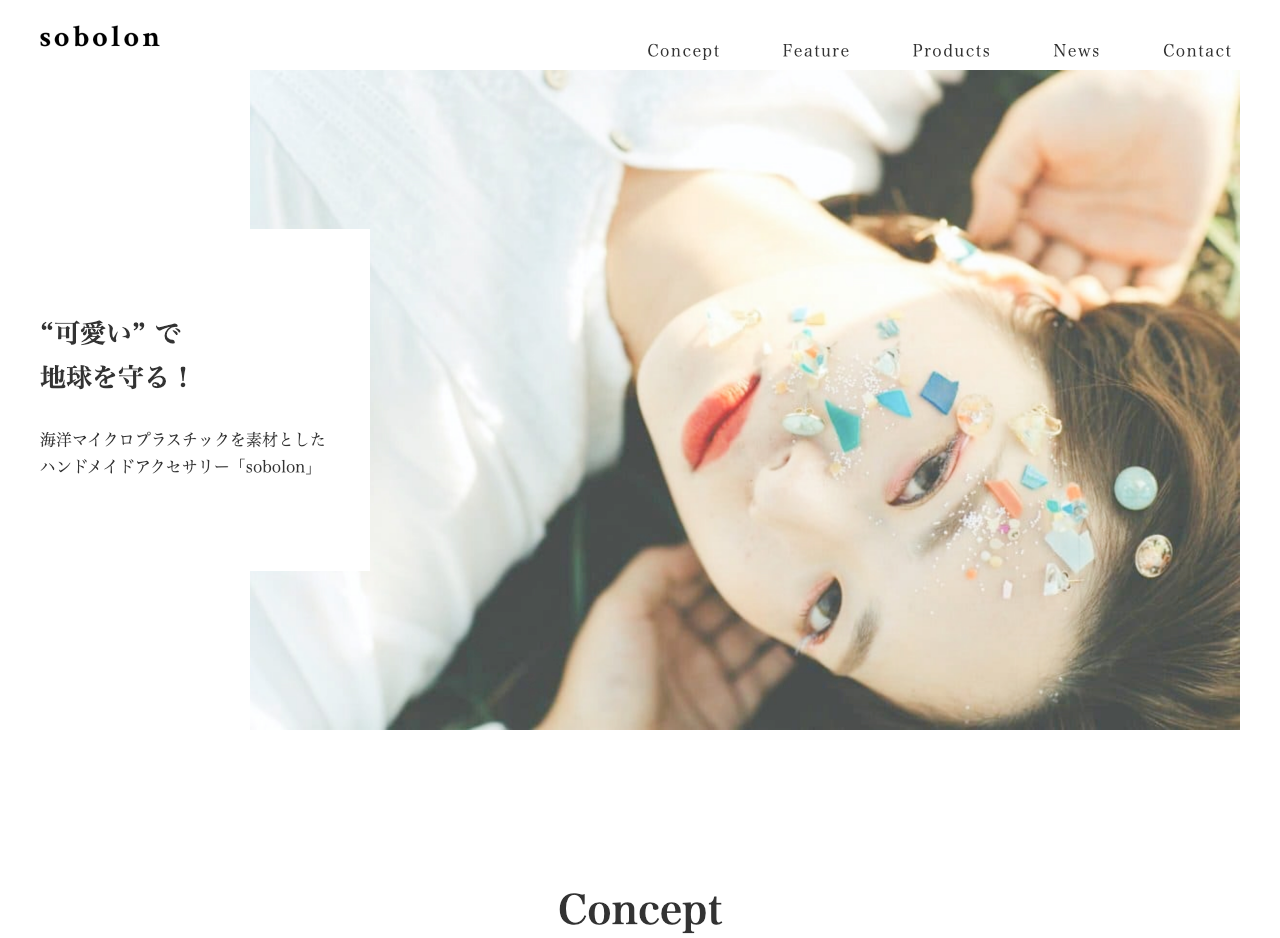 sobolon
Concept
Feature
Products
News
Contact
“可愛い” で
地球を守る！
海洋マイクロプラスチックを素材とした
ハンドメイドアクセサリー「sobolon」
Concept